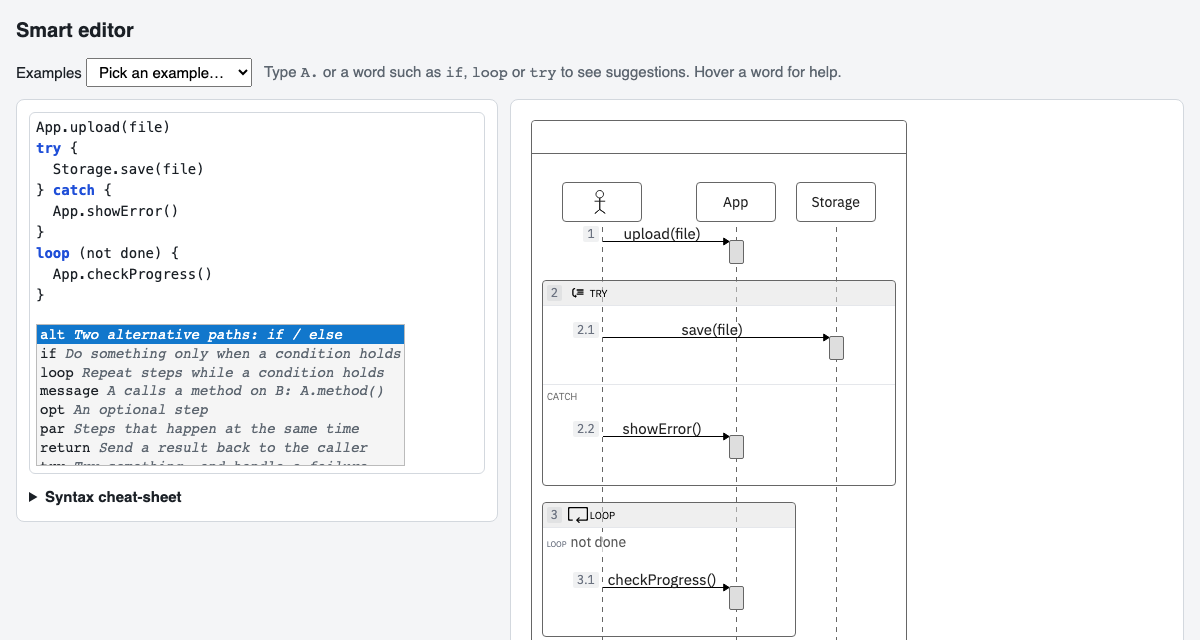 Smart editor
Examples Pick an example... Type A. or a word such as if, loop or try to see suggestions. Hover a word for help.
App.upload(file)
try {
  Storage.save(file)
} catch {
  App.showError()
}
loop (not done) {
  App.checkProgress()
}
alt Two alternative paths: if / else
if Do something only when a condition holds
loop Repeat steps while a condition holds
message A calls a method on B: A.method()
opt An optional step
par Steps that happen at the same time
return Send a result back to the caller
Syntax cheat-sheet
App
Storage
1 upload(file)
2 TRY
2.1 save(file)
CATCH
2.2 showError()
3 LOOP
LOOP not done
3.1 checkProgress()